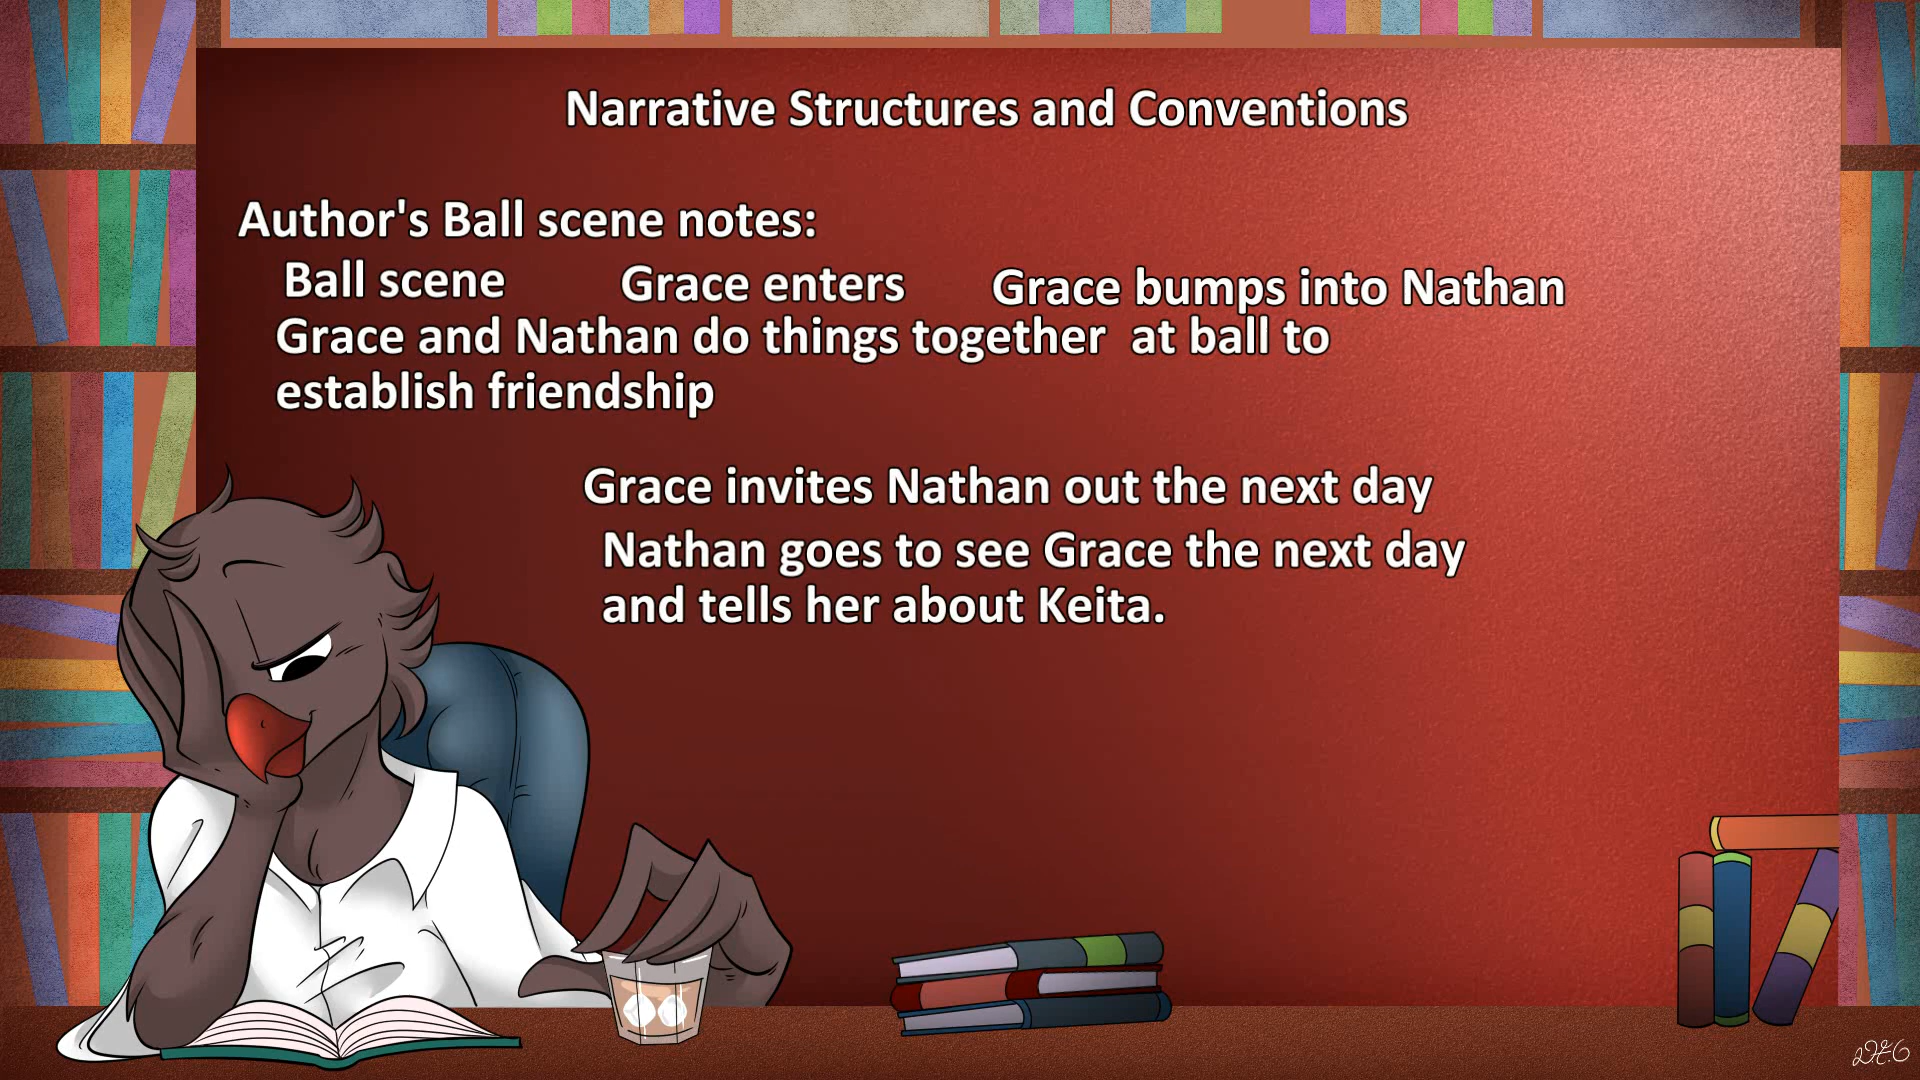 Narrative Structures and Conventions
Author's Ball scene notes:
Ball scene Grace enters Grace bumps into Nathan
Grace and Nathan do things together at ball to
establish friendship
Grace invites Nathan out the next day
Nathan goes to see Grace the next day
and tells her about Keita.